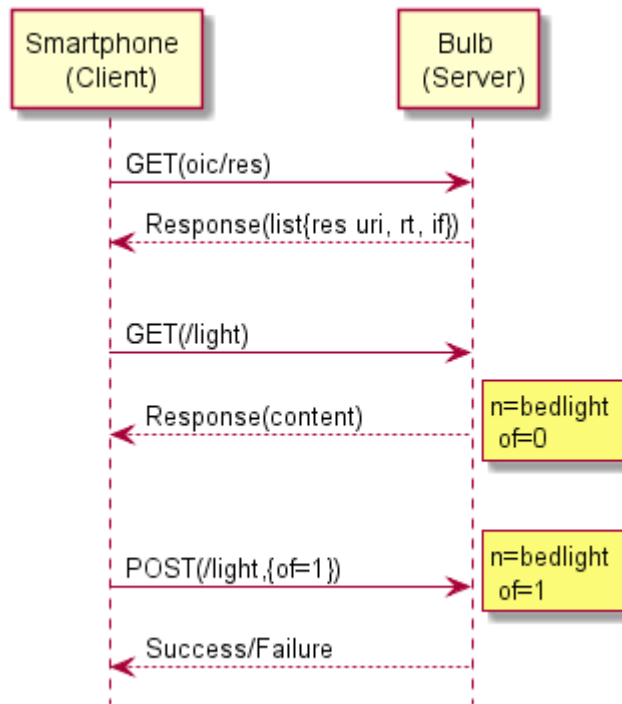 Smartphone
(Client)
Bulb
(Server)
GET(oic/res)
Response(list{res uri, rt, if})
GET(/light)
Response(content)
n=bedlight
of=0
POST(/light,{of=1})
n=bedlight
of=1
Success/Failure